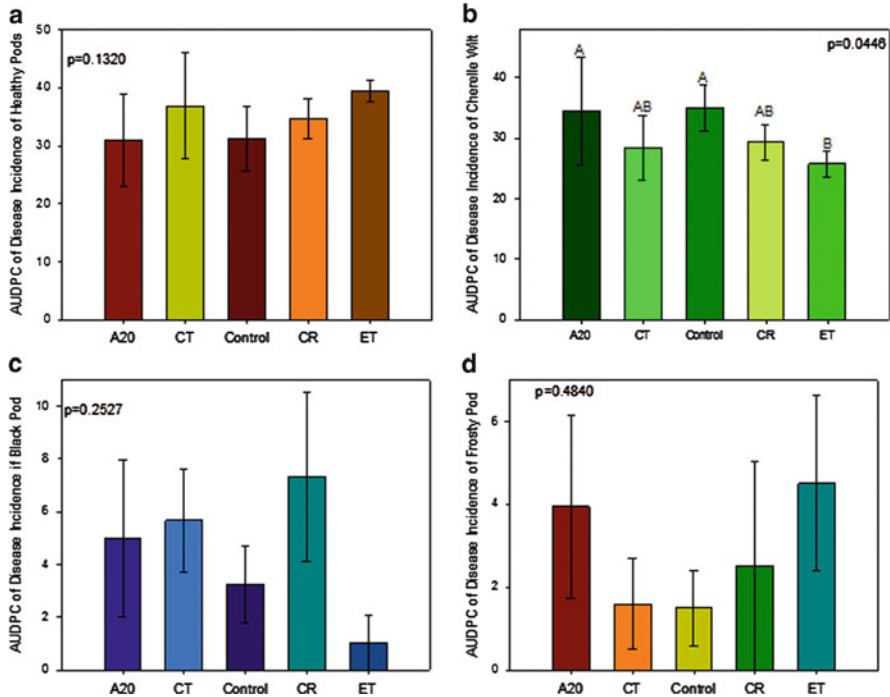 a
AUDPC of Disease Incidence of Healthy Pods
p=0.1320
50
40
30
20
10
0
A20 CT Control CR ET
b
AUDPC of Disease Incidence of Cherelle Wilt
p=0.0446
40
30
20
10
0
A AB A AB B
A20 CT Control CR ET
c
AUDPC of Disease Incidence if Black Pod
p=0.2527
10
8
6
4
2
0
A20 CT Control CR ET
d
AUDPC of Disease Incidence of Frosty Pod
p=0.4840
6
4
2
0
A20 CT Control CR ET